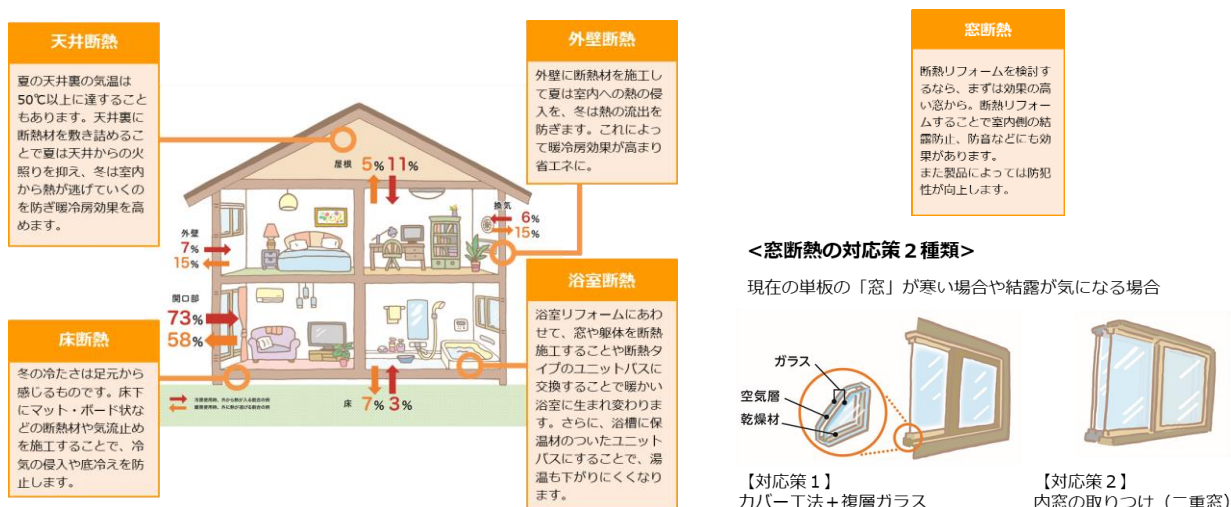 天井断熱
夏の天井裏の気温は
50℃以上に達すること
もあります。天井裏に
断熱材を敷き詰めるこ
とで夏は天井からの火
照りを抑え、冬は室内
から熱が逃げていくの
を防ぎ暖冷房効果を高
めます。
床断熱
冬の冷たさは足元から
感じるものです。床下
にマット・ボード状な
どの断熱材や気流止め
を施工することで、冷
気の侵入や底冷えを防
止します。
屋根 5% 11%
換気
6%
15%
外壁
7%
15%
開口部
73%
58%
床 7% 3%
外壁断熱
外壁に断熱材を施工し
て夏は室内への熱の侵
入を、冬は熱の流出を
防ぎます。これによっ
て暖冷房効果が高まり
省エネに。
浴室断熱
浴室リフォームにあわ
せて、窓や躯体を断熱
施工することや断熱タ
イプのユニットバスに
交換することで暖かい
浴室に生まれ変わりま
す。さらに、浴槽に保
温材のついたユニット
バスにすることで、湯
温も下がりにくくなり
ます。
窓断熱
断熱リフォームを検討す
るなら、まずは効果の高
い窓から。断熱リフォー
ムすることで室内側の結
露防止、防音などにも効
果があります。
また製品によっては防犯
性が向上します。
<窓断熱の対応策２種類>
現在の単板の「窓」が寒い場合や結露が気になる場合
ガラス
空気層
乾燥材
【対応策１】
カバー工法＋複層ガラス
【対応策２】
内窓の取りつけ（二重窓）